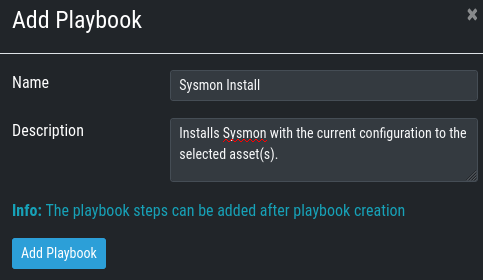 Add Playbook
×
Name
Sysmon Install
Description
Installs Sysmon with the current configuration to the
selected asset(s).
Info: The playbook steps can be added after playbook creation
Add Playbook